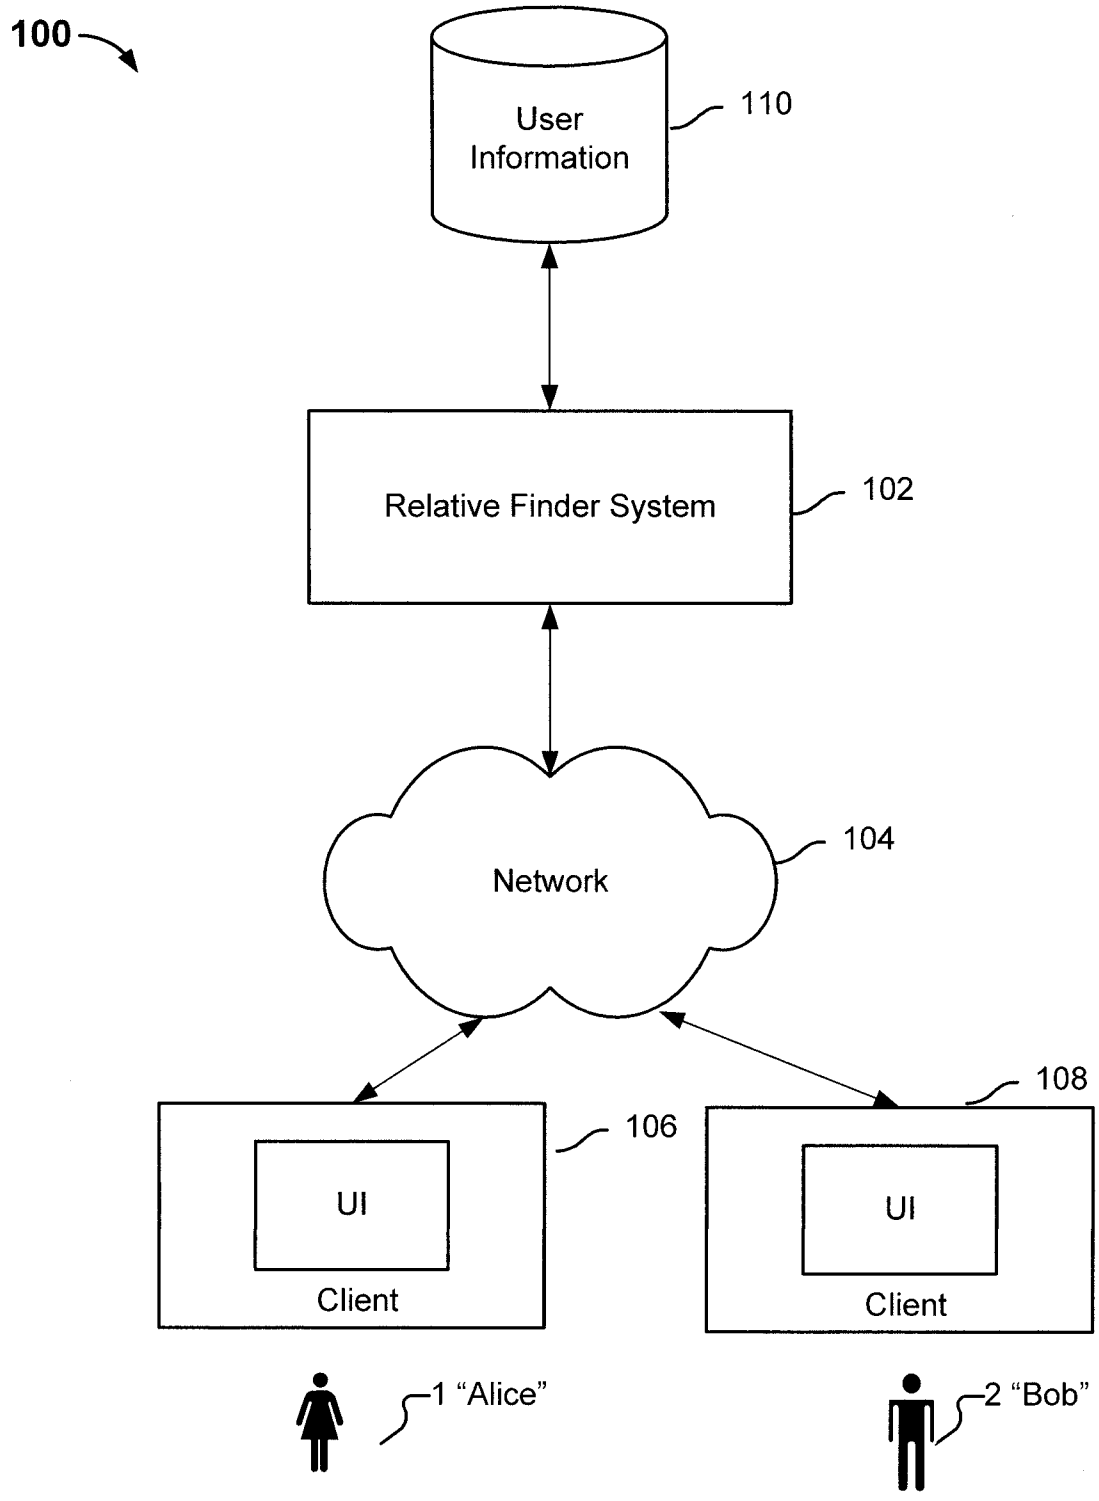 100
110
User
Information
102
Relative Finder System
104
Network
108
106
UI
UI
Client
Client
1 “Alice”
2 “Bob”